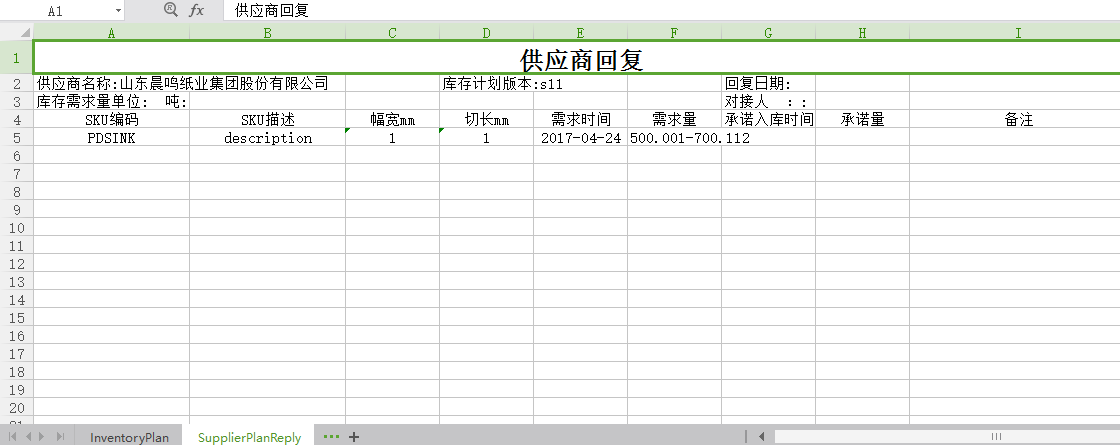 A1 fx 供应商回复
A B C D E F G H I
1 供应商回复
2 供应商名称:山东晨鸣纸业集团股份有限公司 库存计划版本:s11 回复日期:
3 库存需求量单位: 吨: 对接人 ::
4 SKU编码 SKU描述 幅宽mm 切长mm 需求时间 需求量 承诺入库时间 承诺量 备注
5 PDSINK description 1 1 2017-04-24 500.001-700.112
6
7
8
9
10
11
12
13
14
15
16
17
18
19
20
21
InventoryPlan SupplierPlanReply ··· +